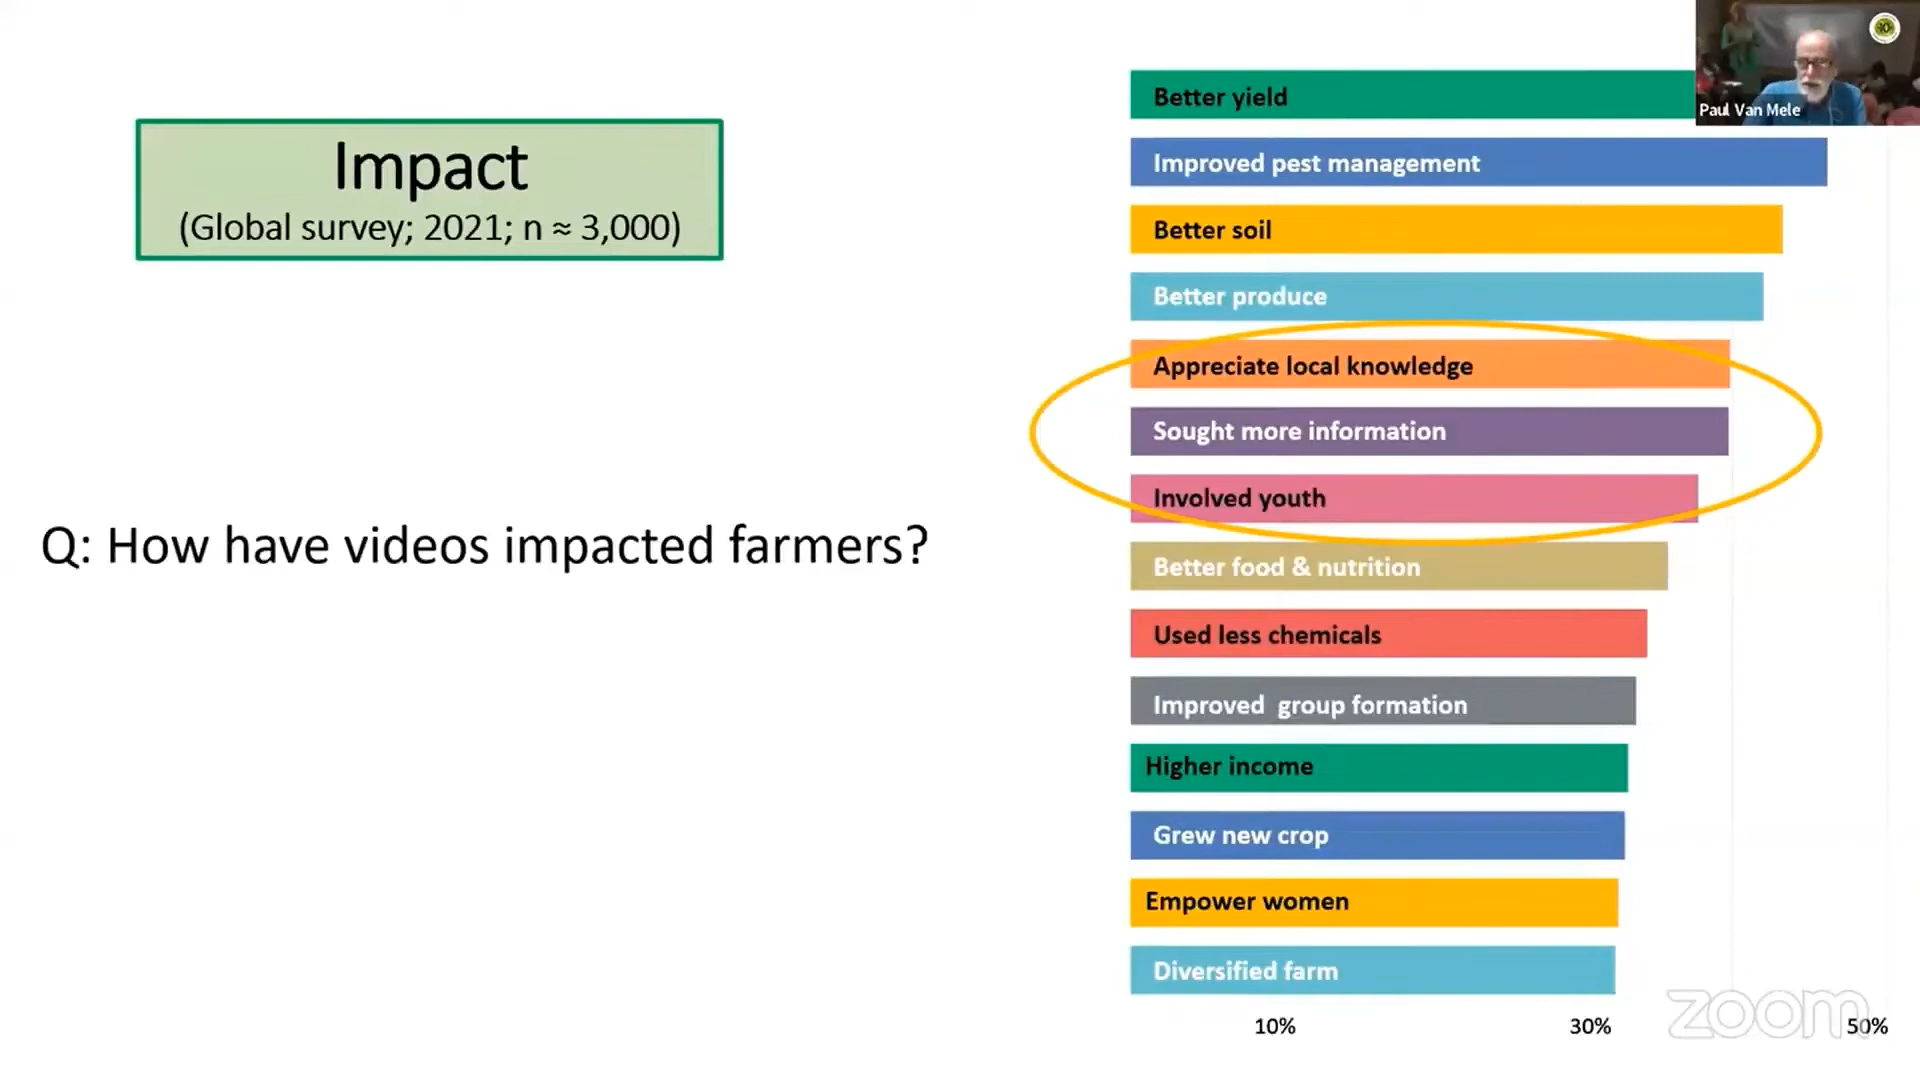 Impact
(Global survey; 2021; n ≈ 3,000)
Q: How have videos impacted farmers?
Better yield
Improved pest management
Better soil
Better produce
Appreciate local knowledge
Sought more information
Involved youth
Better food & nutrition
Used less chemicals
Improved  group formation
Higher income
Grew new crop
Empower women
Diversified farm
10% 30% 50%
Paul Van Mele
zoom